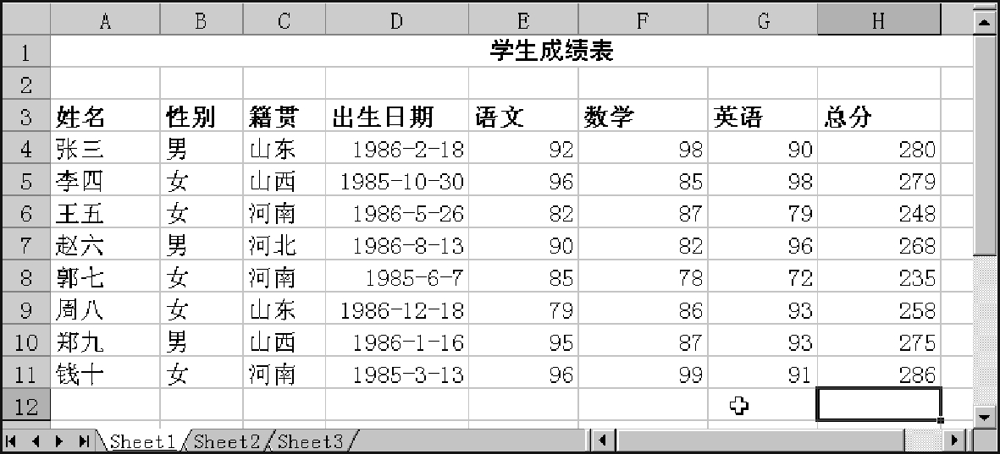 A B C D E F G H
1 学生成绩表
2
3 姓名 性别 籍贯 出生日期 语文 数学 英语 总分
4 张三 男 山东 1986-2-18 92 98 90 280
5 李四 女 山西 1985-10-30 96 85 98 279
6 王五 女 河南 1986-5-26 82 87 79 248
7 赵六 男 河北 1986-8-13 90 82 96 268
8 郭七 女 河南 1985-6-7 85 78 72 235
9 周八 女 山东 1986-12-18 79 86 93 258
10 郑九 男 山西 1986-1-16 95 87 93 275
11 钱十 女 河南 1985-3-13 96 99 91 286
12
Sheet1 Sheet2 Sheet3